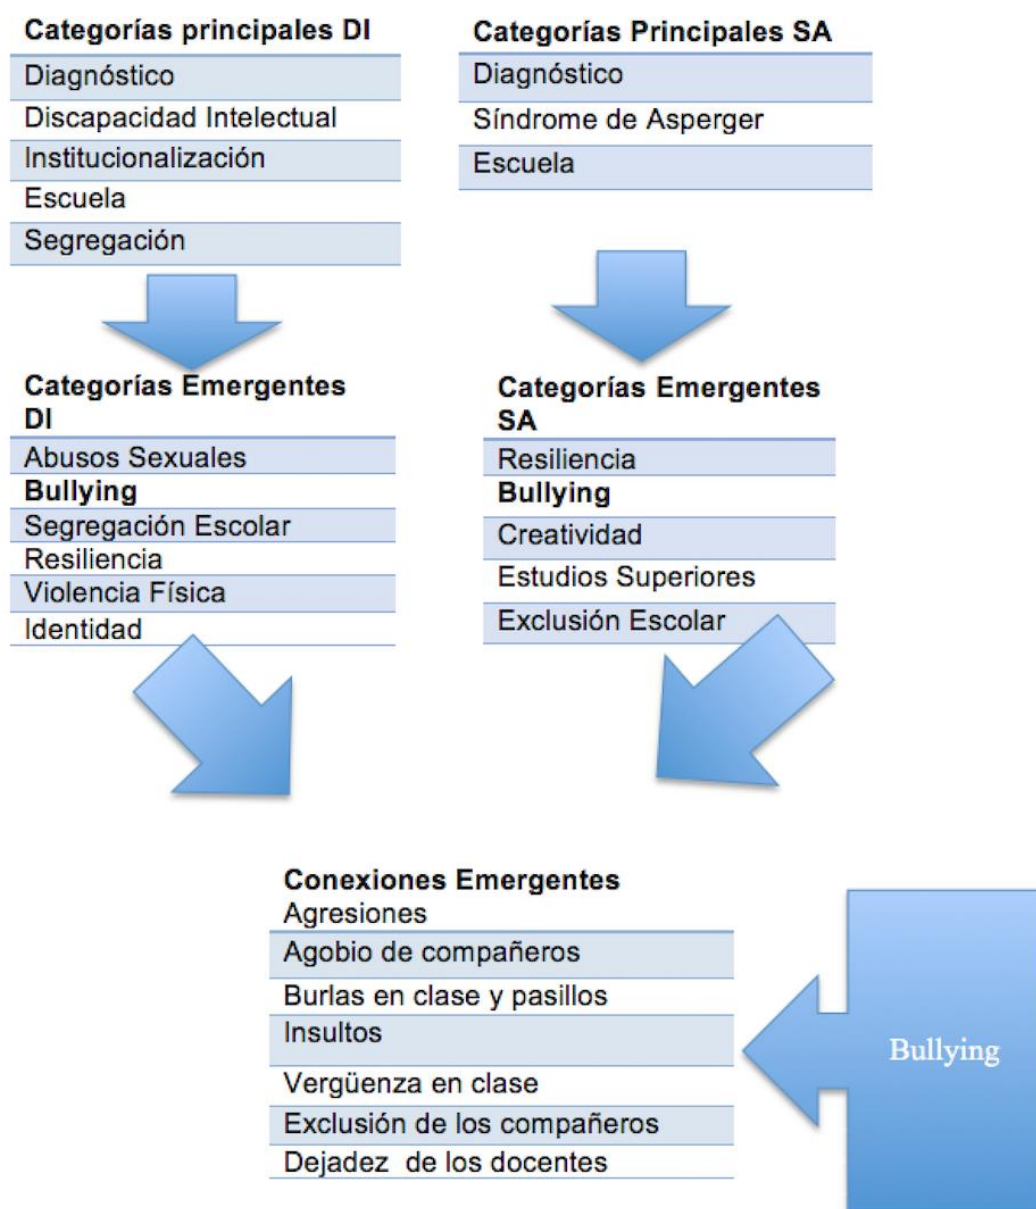 Categorías principales DI
Diagnóstico
Discapacidad Intelectual
Institucionalización
Escuela
Segregación
Categorías Principales SA
Diagnóstico
Síndrome de Asperger
Escuela
Categorías Emergentes
DI
Abusos Sexuales
Bullying
Segregación Escolar
Resiliencia
Violencia Física
Identidad
Categorías Emergentes
SA
Resiliencia
Bullying
Creatividad
Estudios Superiores
Exclusión Escolar
Conexiones Emergentes
Agresiones
Agobio de compañeros
Burlas en clase y pasillos
Insultos
Vergüenza en clase
Exclusión de los compañeros
Dejadez de los docentes
Bullying